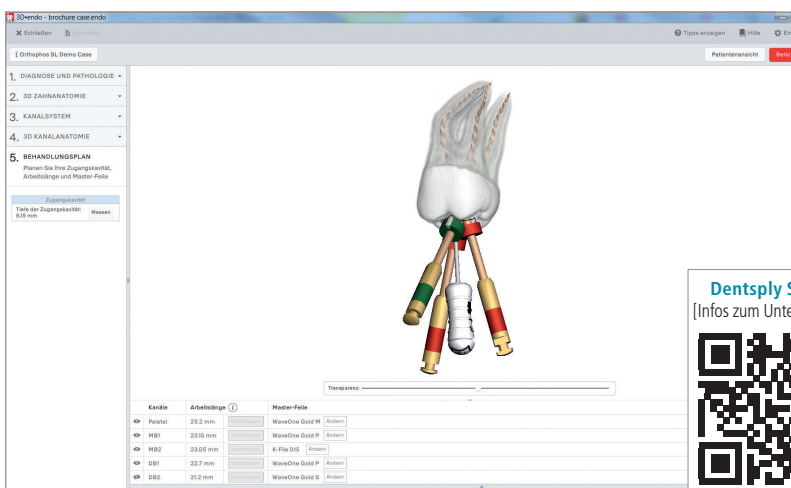 3D•endo - brochure case.endo
Schließen
Tipps anzeigen Hilfe Ein
Orthophos SL Demo Case
Patientenansicht Beric
1. DIAGNOSE UND PATHOLOGIE
2. 3D ZAHNANATOMIE
3. KANALSYSTEM
4. 3D KANALANATOMIE
5. BEHANDLUNGSPLAN
Planen Sie Ihre Zugangskavität,
Arbeitslänge und Master-Feile
Zugangskavität
Tiefe der Zugangskavität:
6.15 mm
Messen
Dentsply S
[Infos zum Unte
Transparenz:
Kanäle Arbeitslänge i Master-Feile
Palatal 23.2 mm WaveOne Gold M Ändern
MB1 23.15 mm WaveOne Gold P Ändern
MB2 23.05 mm K-File 015 Ändern
DB1 22.7 mm WaveOne Gold P Ändern
DB2 21.2 mm WaveOne Gold S Ändern